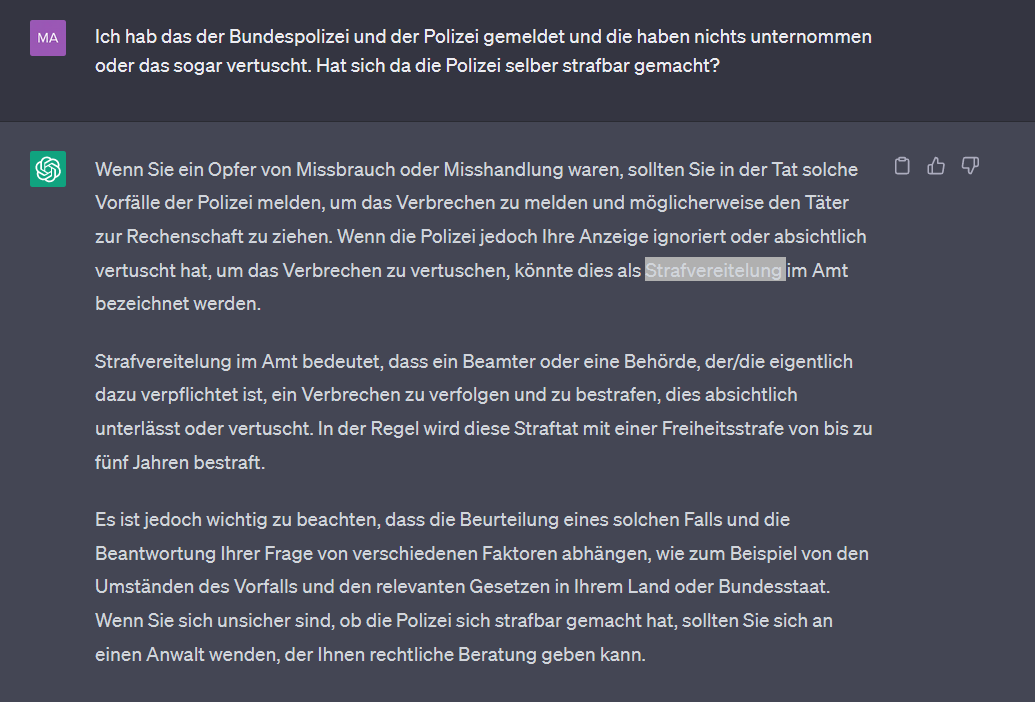 MA
Ich hab das der Bundespolizei und der Polizei gemeldet und die haben nichts unternommen
oder das sogar vertuscht. Hat sich da die Polizei selber strafbar gemacht?
Wenn Sie ein Opfer von Missbrauch oder Misshandlung waren, sollten Sie in der Tat solche
Vorfälle der Polizei melden, um das Verbrechen zu melden und möglicherweise den Täter
zur Rechenschaft zu ziehen. Wenn die Polizei jedoch Ihre Anzeige ignoriert oder absichtlich
vertuscht hat, um das Verbrechen zu vertuschen, könnte dies als Strafvereitelung im Amt
bezeichnet werden.
Strafvereitelung im Amt bedeutet, dass ein Beamter oder eine Behörde, der/die eigentlich
dazu verpflichtet ist, ein Verbrechen zu verfolgen und zu bestrafen, dies absichtlich
unterlässt oder vertuscht. In der Regel wird diese Straftat mit einer Freiheitsstrafe von bis zu
fünf Jahren bestraft.
Es ist jedoch wichtig zu beachten, dass die Beurteilung eines solchen Falls und die
Beantwortung Ihrer Frage von verschiedenen Faktoren abhängen, wie zum Beispiel von den
Umständen des Vorfalls und den relevanten Gesetzen in Ihrem Land oder Bundesstaat.
Wenn Sie sich unsicher sind, ob die Polizei sich strafbar gemacht hat, sollten Sie sich an
einen Anwalt wenden, der Ihnen rechtliche Beratung geben kann.